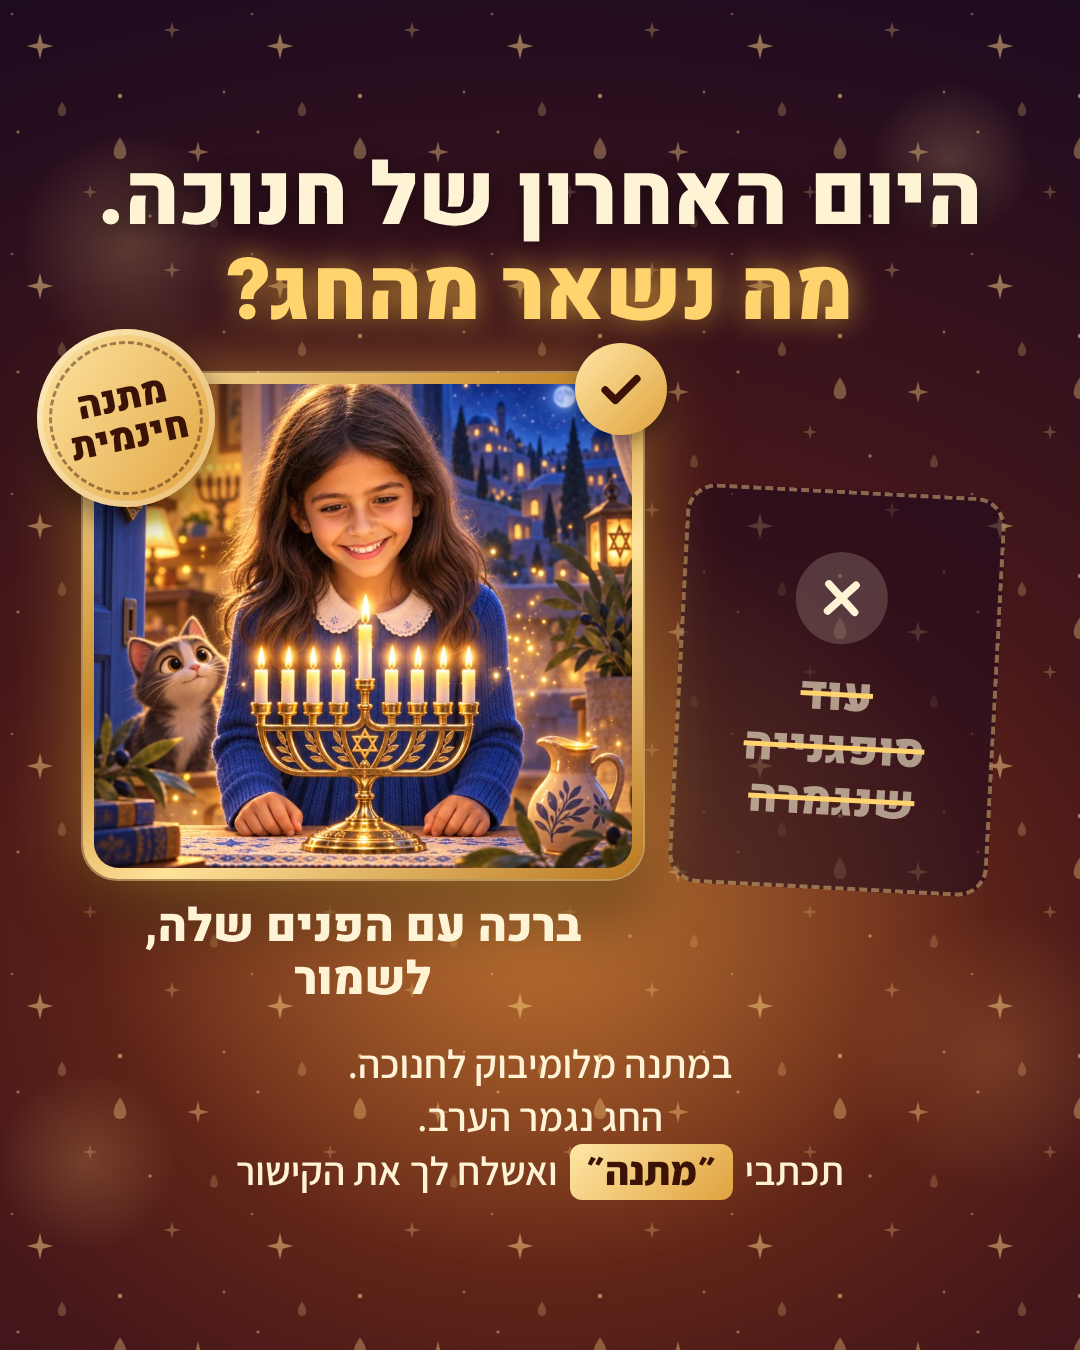 היום האחרון של חנוכה.
מה נשאר מהחג?
מתנה
חינמית
עוד
סופגנייה
שנגמרה
ברכה עם הפנים שלה,
לשמור
במתנה מלומיבוק לחנוכה.
החג נגמר הערב.
תכתבי ״מתנה״ ואשלח לך את הקישור